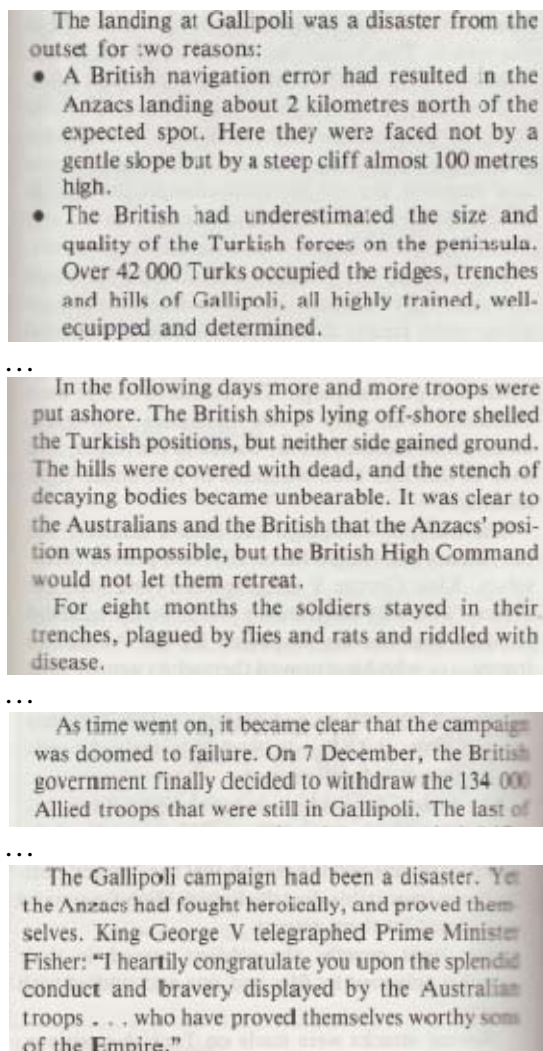 The landing at Gallipoli was a disaster from the
outset for two reasons:
• A British navigation error had resulted in the
Anzacs landing about 2 kilometres north of the
expected spot. Here they were faced not by a
gentle slope but by a steep cliff almost 100 metres
high.
• The British had underestimated the size and
quality of the Turkish forces on the peninsula.
Over 42 000 Turks occupied the ridges, trenches
and hills of Gallipoli, all highly trained, well-
equipped and determined.
...
In the following days more and more troops were
put ashore. The British ships lying off-shore shelled
the Turkish positions, but neither side gained ground.
The hills were covered with dead, and the stench of
decaying bodies became unbearable. It was clear to
the Australians and the British that the Anzacs' posi-
tion was impossible, but the British High Command
would not let them retreat.
For eight months the soldiers stayed in their
trenches, plagued by flies and rats and riddled with
disease.
...
As time went on, it became clear that the campaign
was doomed to failure. On 7 December, the British
government finally decided to withdraw the 134 000
Allied troops that were still in Gallipoli. The last of
...
The Gallipoli campaign had been a disaster. Yet
the Anzacs had fought heroically, and proved them-
selves. King George V telegraphed Prime Minister
Fisher: "I heartily congratulate you upon the splendid
conduct and bravery displayed by the Australian
troops . . . who have proved themselves worthy sons
of the Empire."